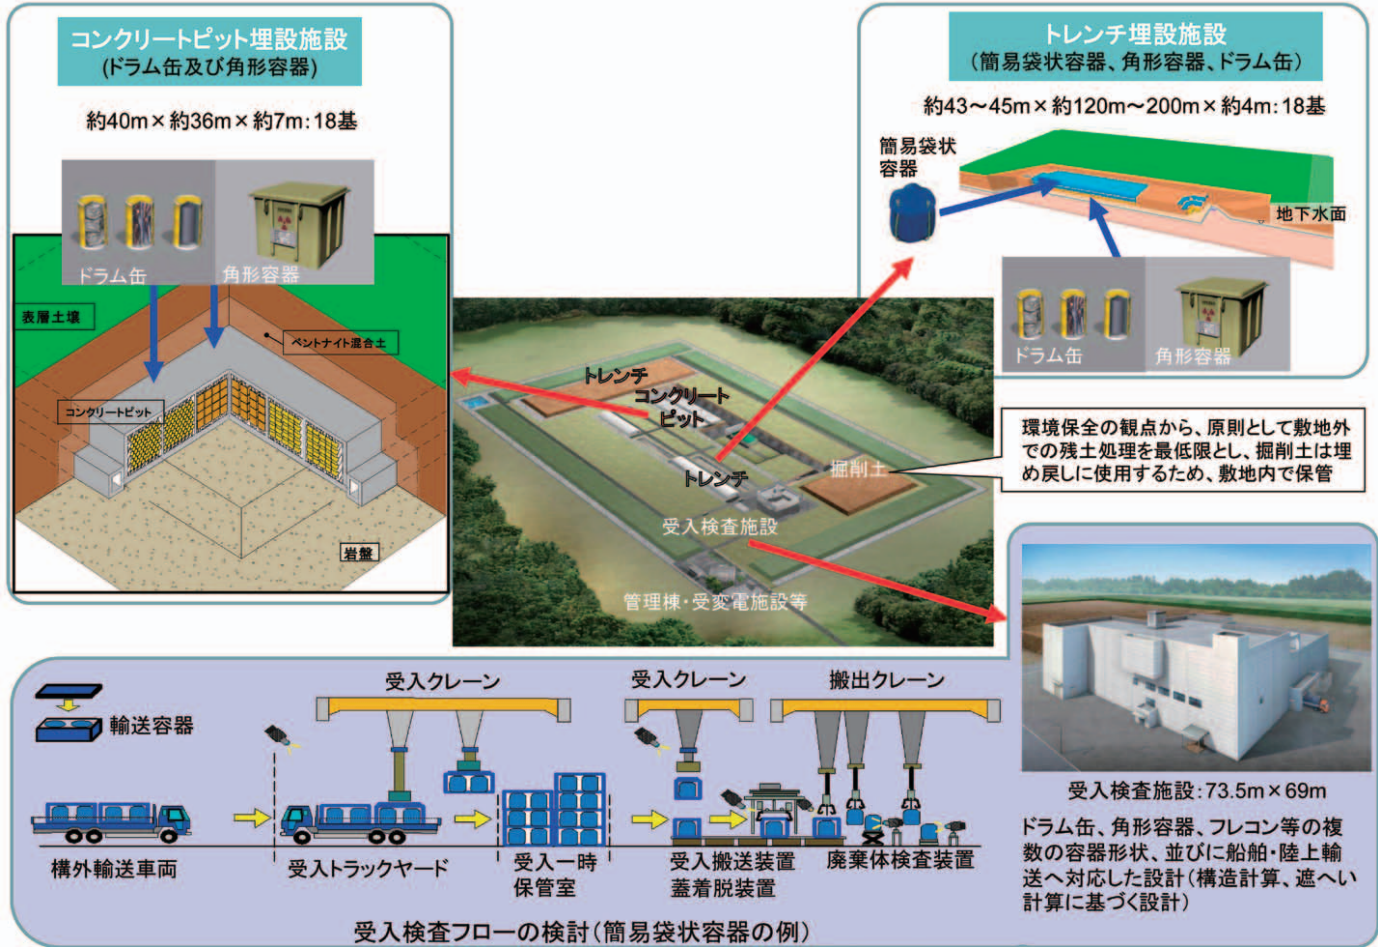 コンクリートピット埋設施設
(ドラム缶及び角形容器)
約40m×約36m×約7m:18基
ドラム缶
角形容器
表層土壌
ベントナイト混合土
コンクリートピット
岩盤
トレンチ埋設施設
(簡易袋状容器、角形容器、ドラム缶)
約43~45m×約120m~200m×約4m:18基
簡易袋状
容器
地下水面
ドラム缶
角形容器
トレンチ
コンクリート
ピット
トレンチ
掘削土
受入検査施設
管理棟・受変電施設等
環境保全の観点から、原則として敷地外
での残土処理を最低限とし、掘削土は埋
め戻しに使用するため、敷地内で保管
受入検査施設:73.5m×69m
ドラム缶、角形容器、フレコン等の複
数の容器形状、並びに船舶・陸上輸
送へ対応した設計(構造計算、遮へい
計算に基づく設計)
輸送容器
受入クレーン
受入クレーン
搬出クレーン
構外輸送車両
受入トラックヤード
受入一時
保管室
受入搬送装置
蓋着脱装置
廃棄体検査装置
受入検査フローの検討(簡易袋状容器の例)